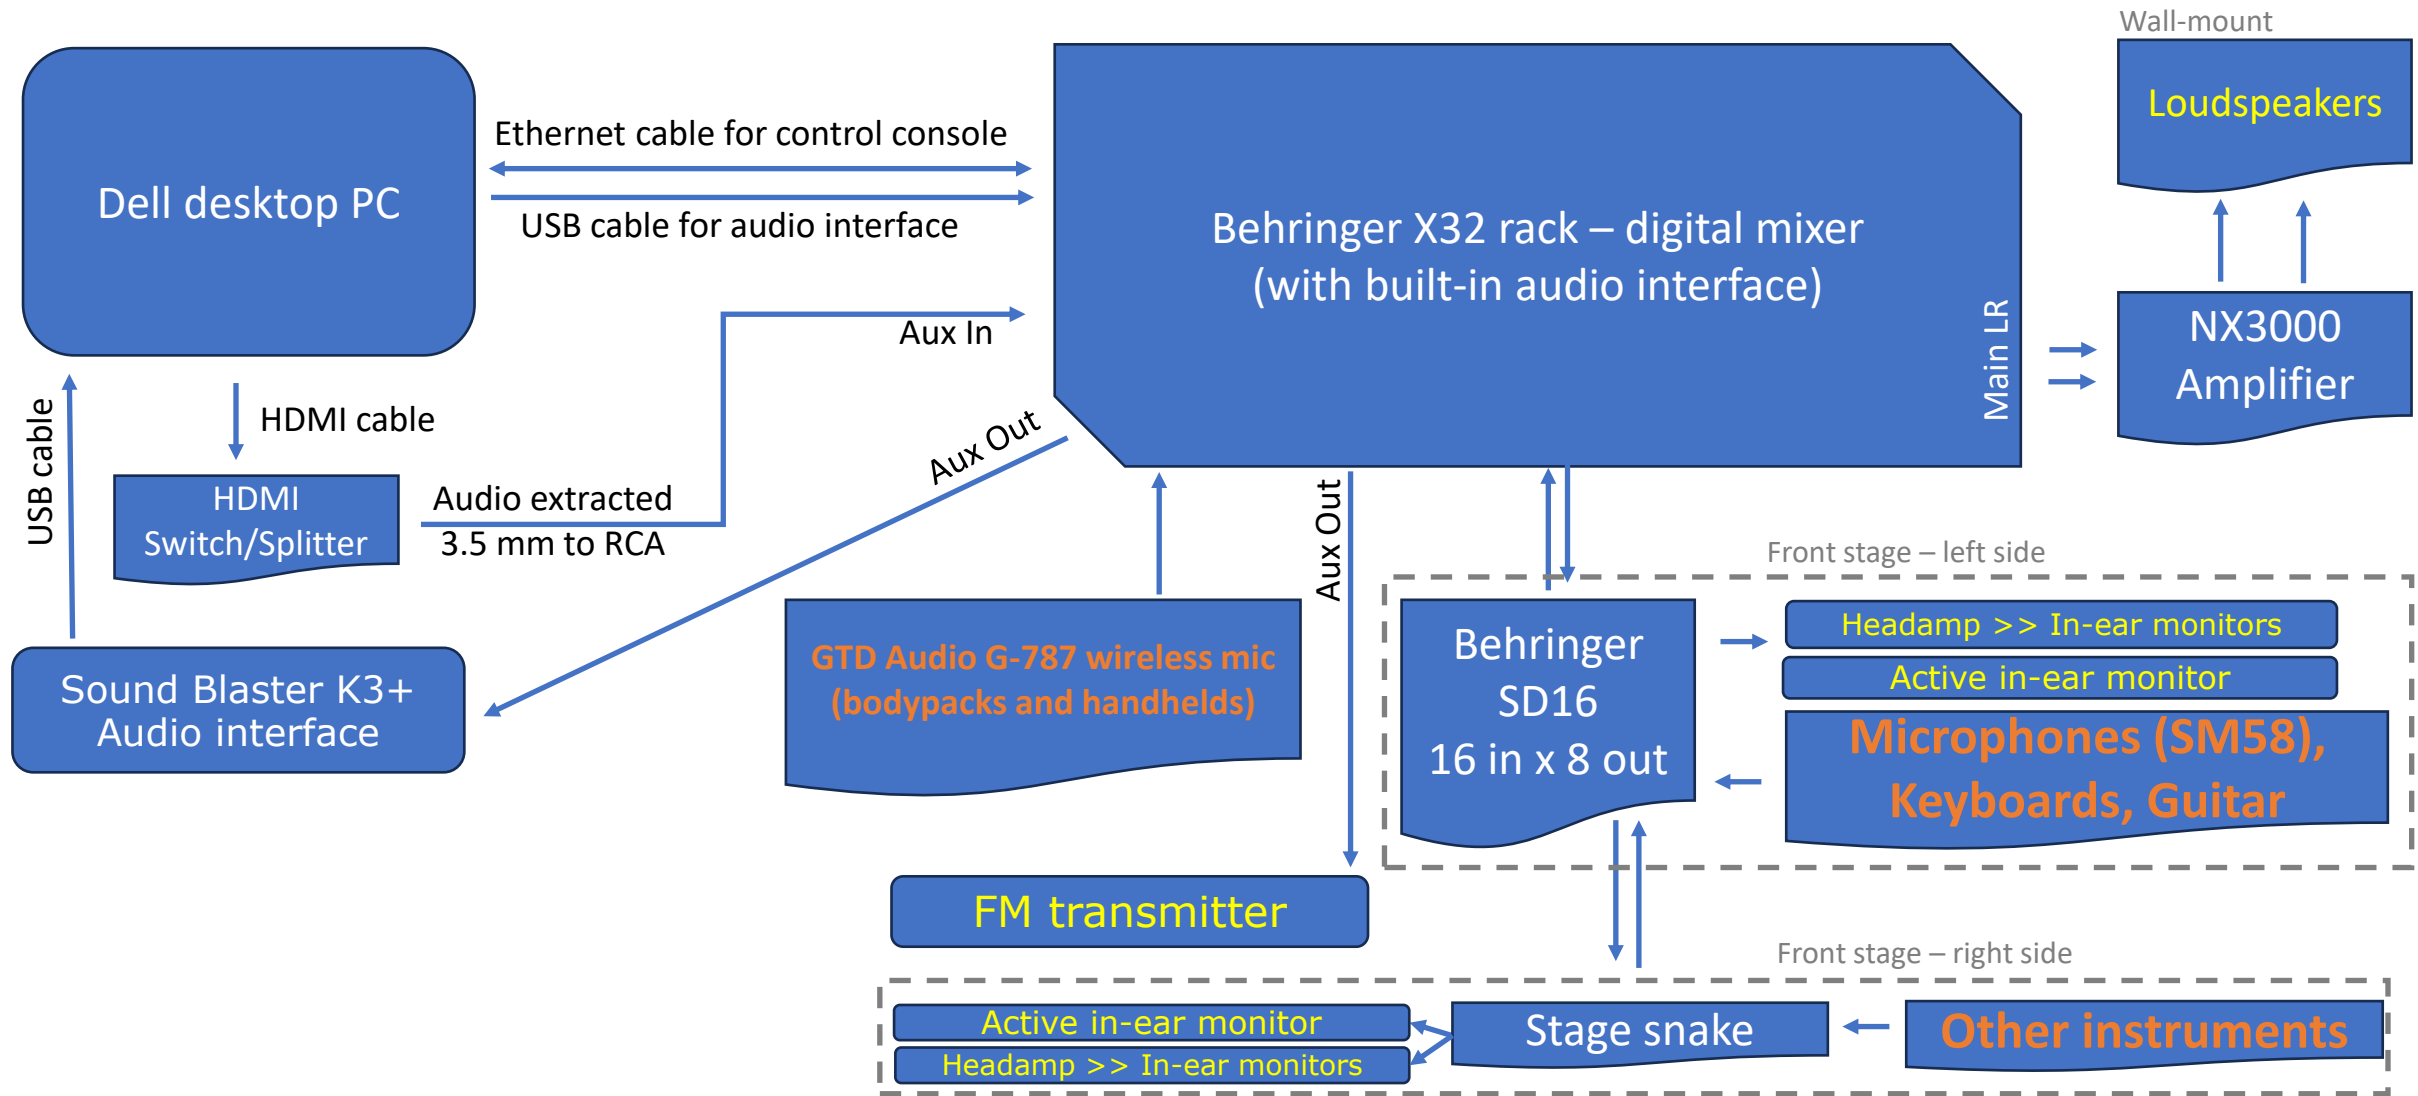 Wall-mount
Loudspeakers
Dell desktop PC
Ethernet cable for control console
USB cable for audio interface
Behringer X32 rack – digital mixer
(with built-in audio interface)
Main LR
NX3000
Amplifier
Aux In
USB cable
HDMI cable
Aux Out
HDMI
Switch/Splitter
Audio extracted
3.5 mm to RCA
Aux Out
Front stage – left side
Sound Blaster K3+
Audio interface
GTD Audio G-787 wireless mic
(bodypacks and handhelds)
Behringer
SD16
16 in x 8 out
Headamp >> In-ear monitors
Active in-ear monitor
Microphones (SM58),
Keyboards, Guitar
FM transmitter
Front stage – right side
Active in-ear monitor
Headamp >> In-ear monitors
Stage snake
Other instruments